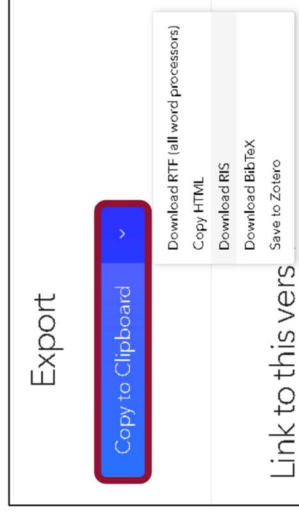 Export
Copy to Clipboard
Download RTF (all word processors)
Copy HTML
Download RIS
Download BibTeX
Save to Zotero
Link to this vers